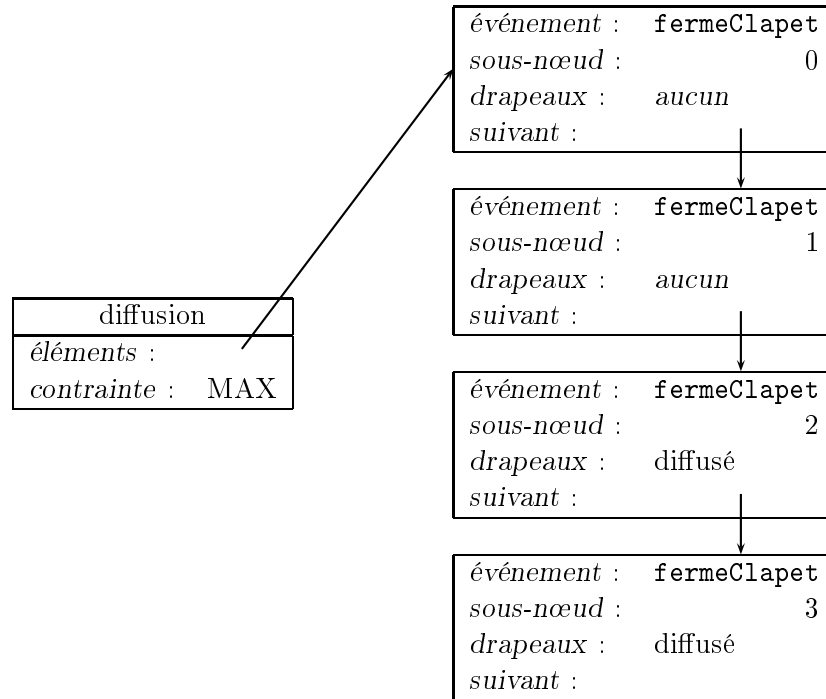 diffusion
éléments :
contrainte : MAX
événement : fermeClapet
sous-nœud : 0
drapeaux : aucun
suivant :
événement : fermeClapet
sous-nœud : 1
drapeaux : aucun
suivant :
événement : fermeClapet
sous-nœud : 2
drapeaux : diffusé
suivant :
événement : fermeClapet
sous-nœud : 3
drapeaux : diffusé
suivant :